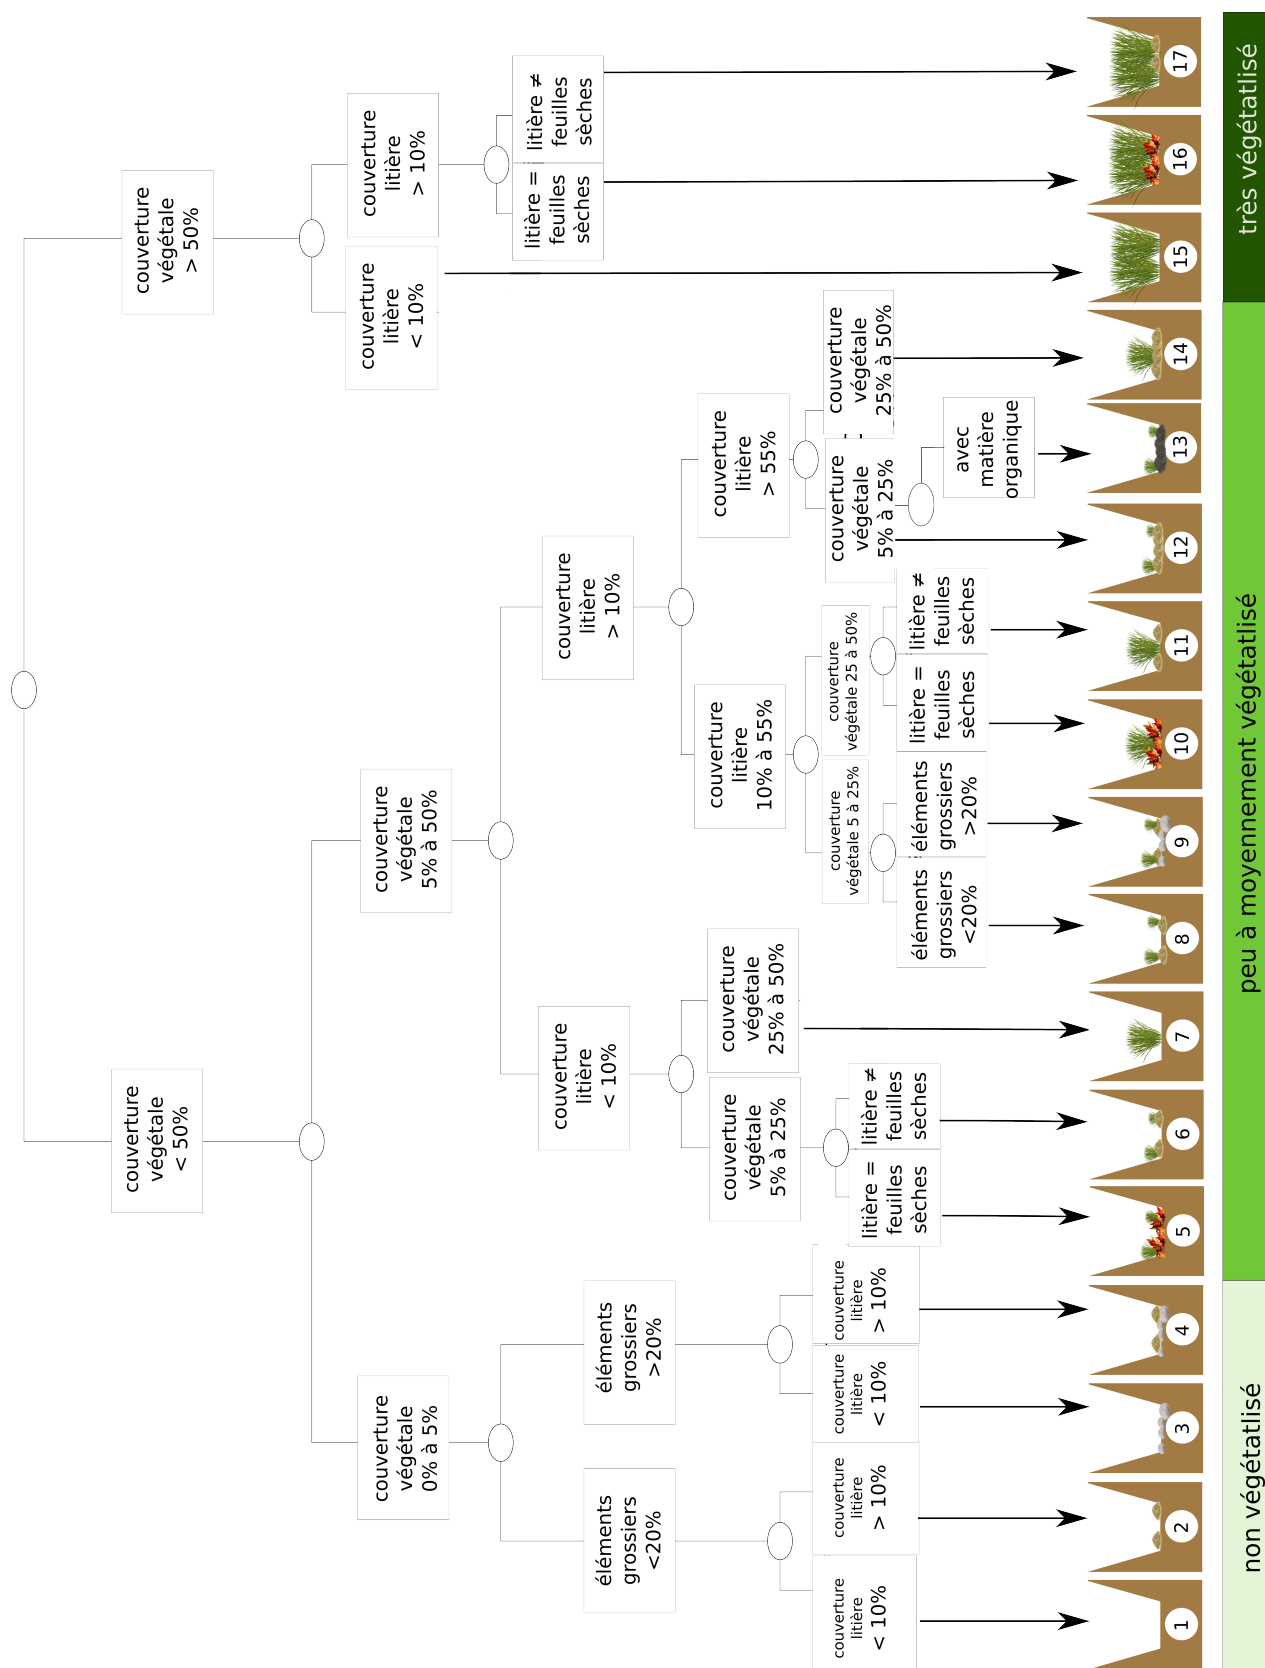 couverture
végétale
< 50%
couverture
végétale
> 50%
couverture
végétale
0% à 5%
couverture
végétale
5% à 50%
couverture
litière
< 10%
couverture
litière
> 10%
éléments
grossiers
<20%
éléments
grossiers
>20%
couverture
litière
< 10%
couverture
litière
> 10%
litière =
feuilles
sèches
litière ≠
feuilles
sèches
couverture
végétale
5% à 25%
couverture
végétale
25% à 50%
couverture
litière
10% à 55%
couverture
litière
> 55%
couverture
litière
< 10%
couverture
litière
> 10%
couverture
litière
< 10%
couverture
litière
> 10%
litière =
feuilles
sèches
litière ≠
feuilles
sèches
couverture
végétale 5 à 25%
couverture
végétale 25 à 50%
couverture
végétale
5% à 25%
couverture
végétale
25% à 50%
éléments
grossiers
<20%
éléments
grossiers
>20%
litière =
feuilles
sèches
litière ≠
feuilles
sèches
avec
matière
organique
1
2
3
4
5
6
7
8
9
10
11
12
13
14
15
16
17
non végétatlisé
peu à moyennement végétatlisé
très végétatlisé